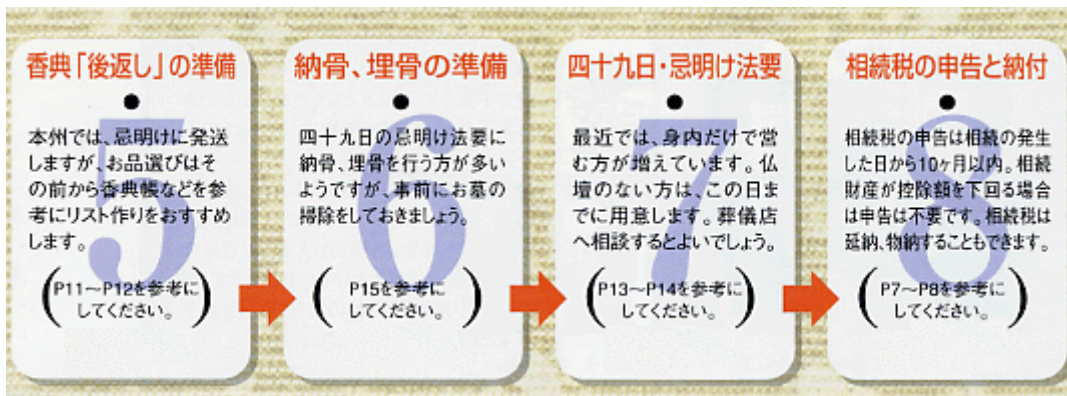 香典「後返し」の準備
●
5
本州では、忌明けに発送
しますが、お品選びはそ
の前から香典帳などを参
考にリスト作りをおすすめ
します。
(P11～P12を参考に
してください。)
納骨、埋骨の準備
●
6
四十九日の忌明け法要に
納骨、埋骨を行う方が多い
ようですが、事前にお墓の
掃除をしておきましょう。
(P15を参考に
してください。)
四十九日・忌明け法要
●
7
最近では、身内だけで営
む方が増えています。仏
壇のない方は、この日ま
でに用意します。葬儀店
へ相談するとよいでしょう。
(P13～P14を参考に
してください。)
相続税の申告と納付
●
8
相続税の申告は相続の発生
した日から10ヶ月以内。相続
財産が控除額を下回る場合
は申告は不要です。相続税は
延納、物納することもできます。
(P7～P8を参考に
してください。)